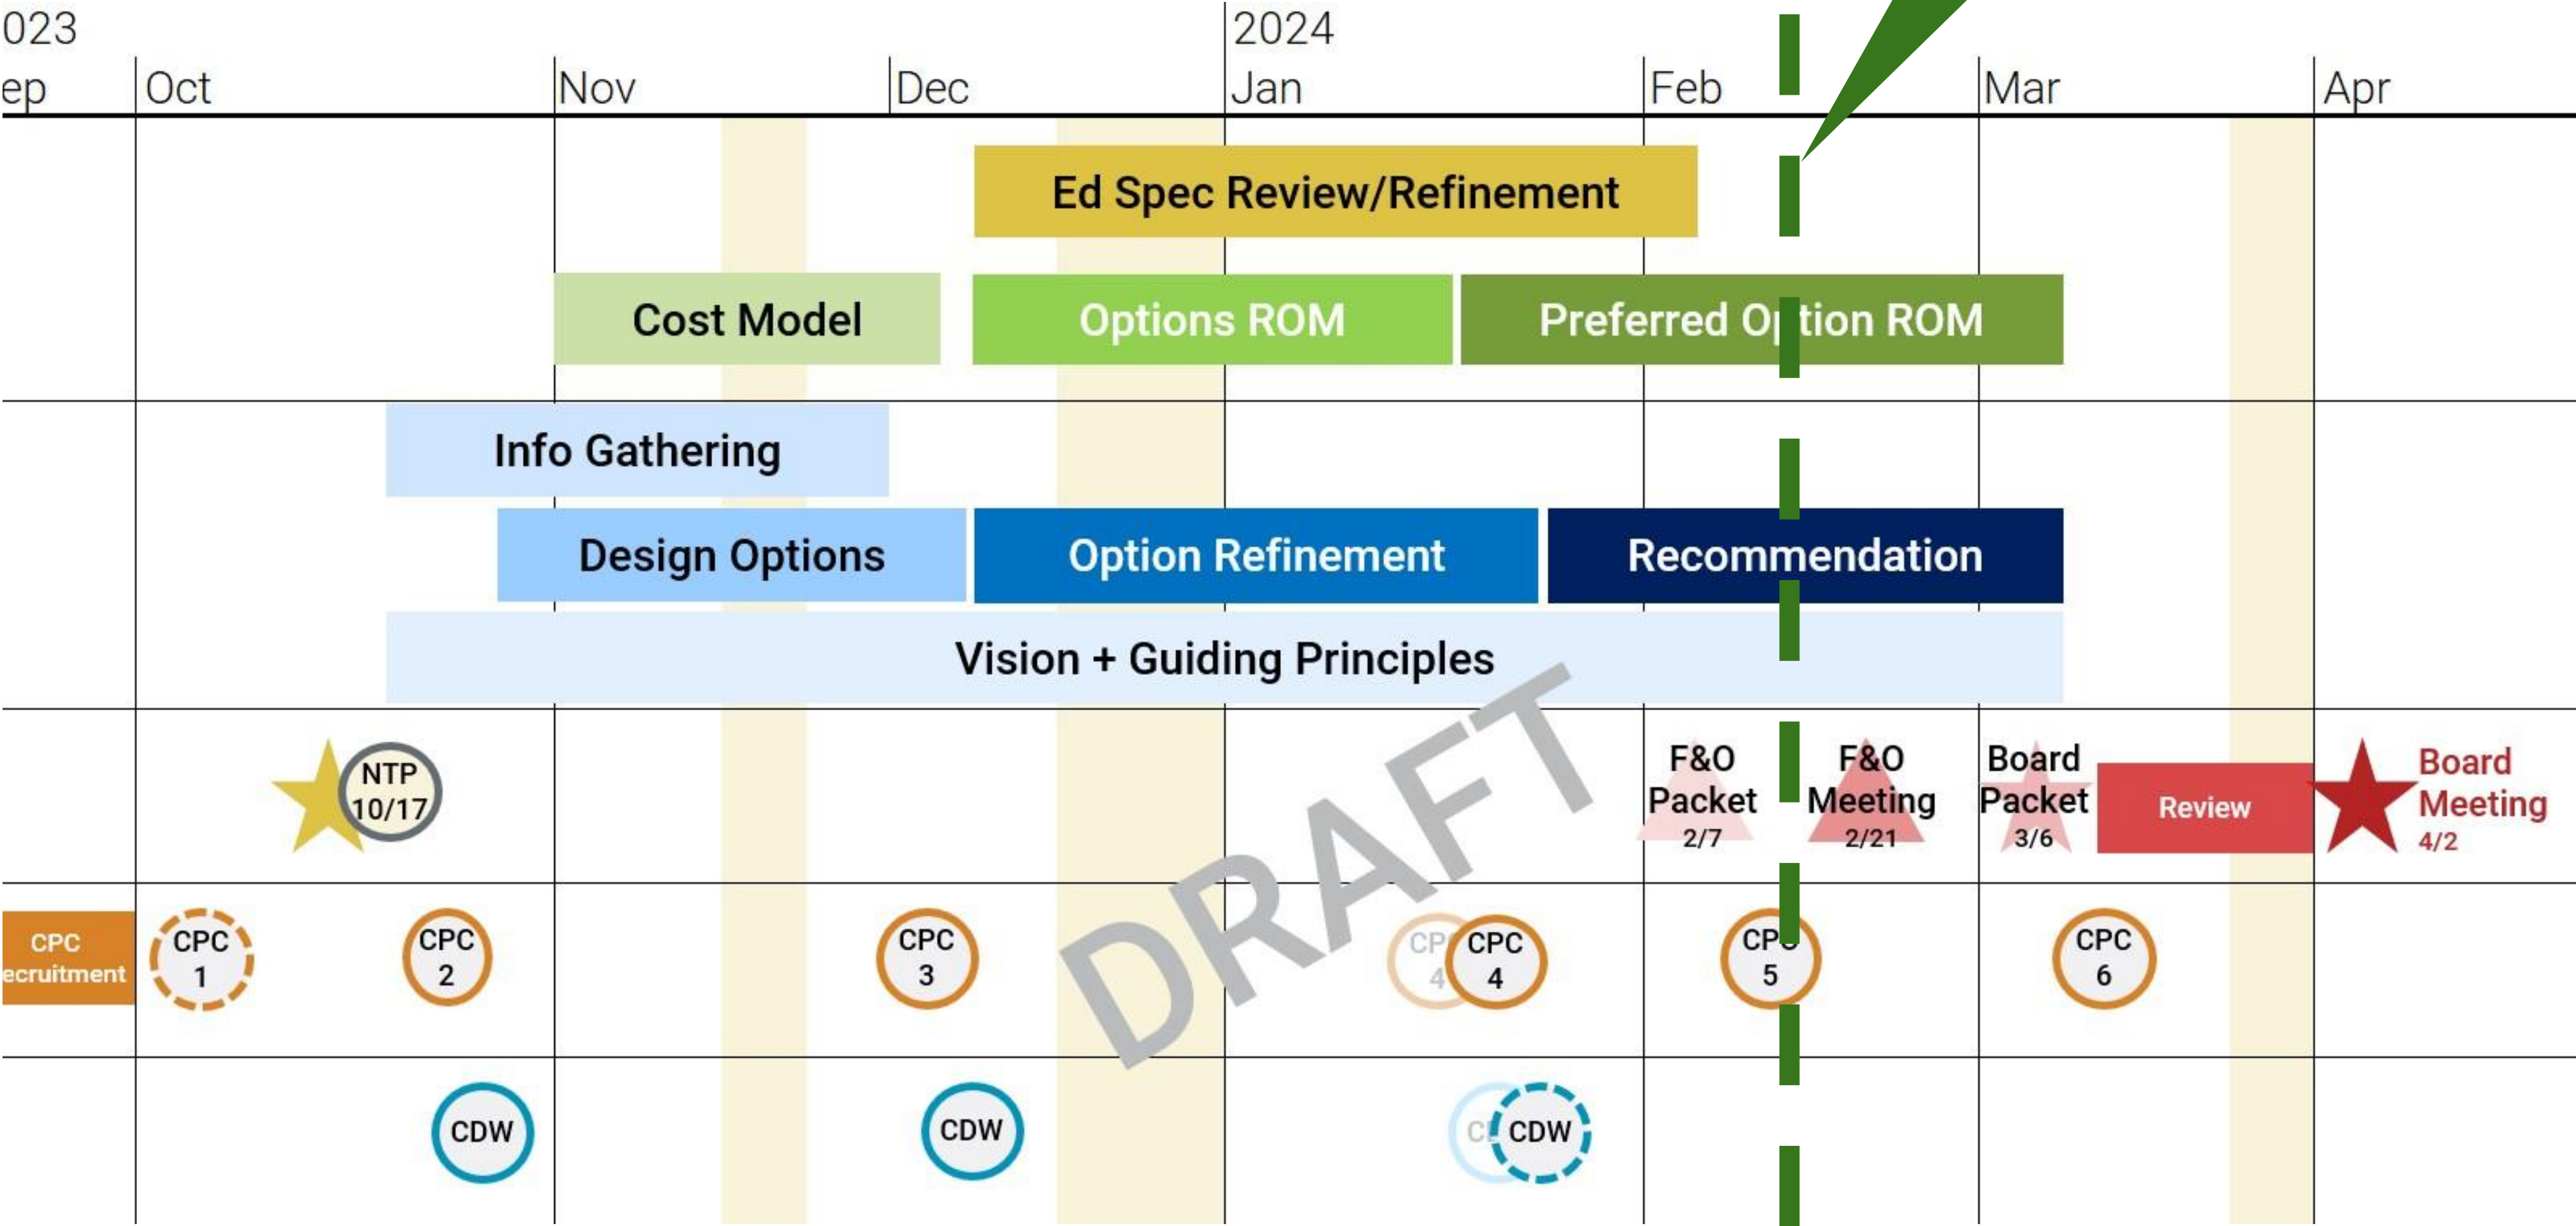 023
2024
ep
Oct
Nov
Dec
Jan
Feb
Mar
Apr
Ed Spec Review/Refinement
Cost Model
Options ROM
Preferred Option ROM
Info Gathering
Design Options
Option Refinement
Recommendation
Vision + Guiding Principles
DRAFT
NTP
10/17
F&O
Packet
2/7
F&O
Meeting
2/21
Board
Packet
3/6
Review
Board
Meeting
4/2
CPC
ecruitment
CPC
1
CPC
2
CPC
3
CP
4
CPC
4
CPC
5
CPC
6
CDW
CDW
C
CDW